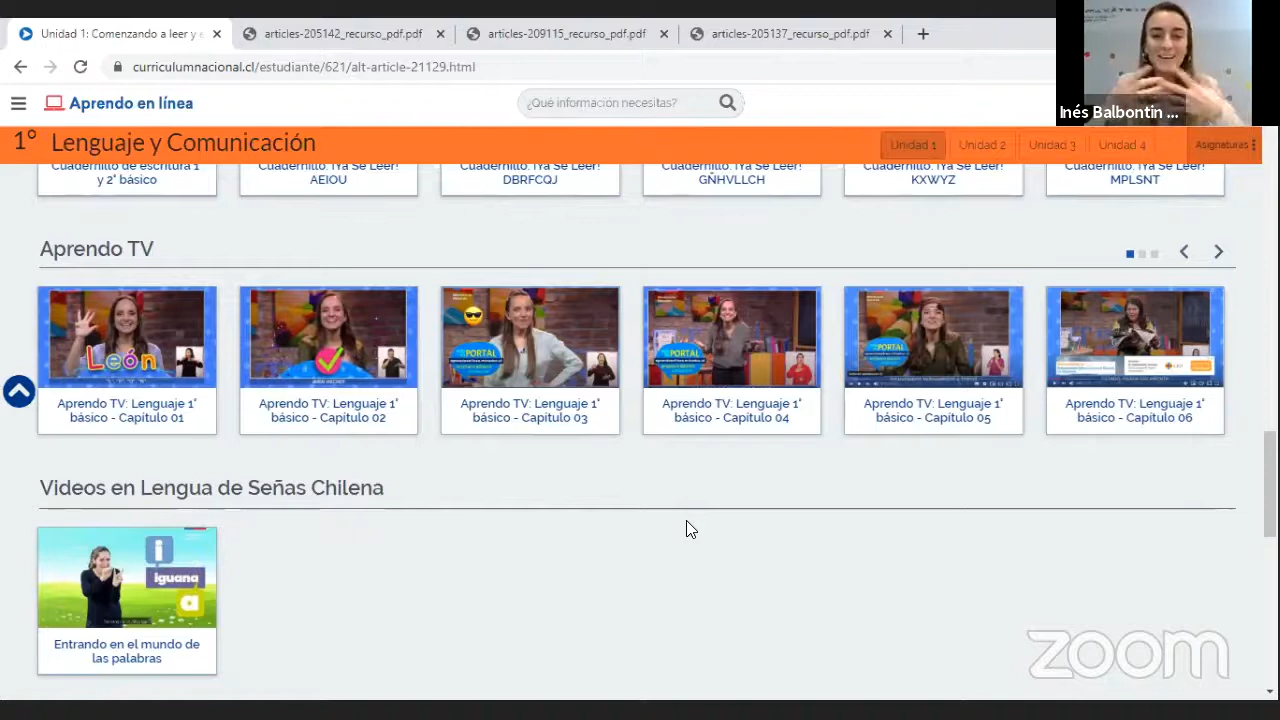 Unidad 1: Comenzando a leer y e
articles-205142_recurso_pdf.pdf
articles-209115_recurso_pdf.pdf
articles-205137_recurso_pdf.pdf
curriculumnacional.cl/estudiante/621/alt-article-21129.html
Aprendo en línea
¿Qué información necesitas?
Inés Balbontin ...
1° Lenguaje y Comunicación
Unidad 1
Unidad 2
Unidad 3
Unidad 4
Asignaturas
Cuadernillo de escritura 1
y 2° básico
Cuadernillo: ¡Ya Sé Leer!
AEIOU
Cuadernillo: ¡Ya Sé Leer!
DBRFCQJ
Cuadernillo: ¡Ya Sé Leer!
GÑHVLLCH
Cuadernillo: ¡Ya Sé Leer!
KXWYZ
Cuadernillo: ¡Ya Sé Leer!
MPLSNT
Aprendo TV
León
PORTAL
PORTAL
PORTAL
Aprendo TV: Lenguaje 1°
básico - Capítulo 01
Aprendo TV: Lenguaje 1°
básico - Capítulo 02
Aprendo TV: Lenguaje 1°
básico - Capítulo 03
Aprendo TV: Lenguaje 1°
básico - Capítulo 04
Aprendo TV: Lenguaje 1°
básico - Capítulo 05
Aprendo TV: Lenguaje 1°
básico - Capítulo 06
Videos en Lengua de Señas Chilena
i
iguana
a
Entrando en el mundo de
las palabras
zoom